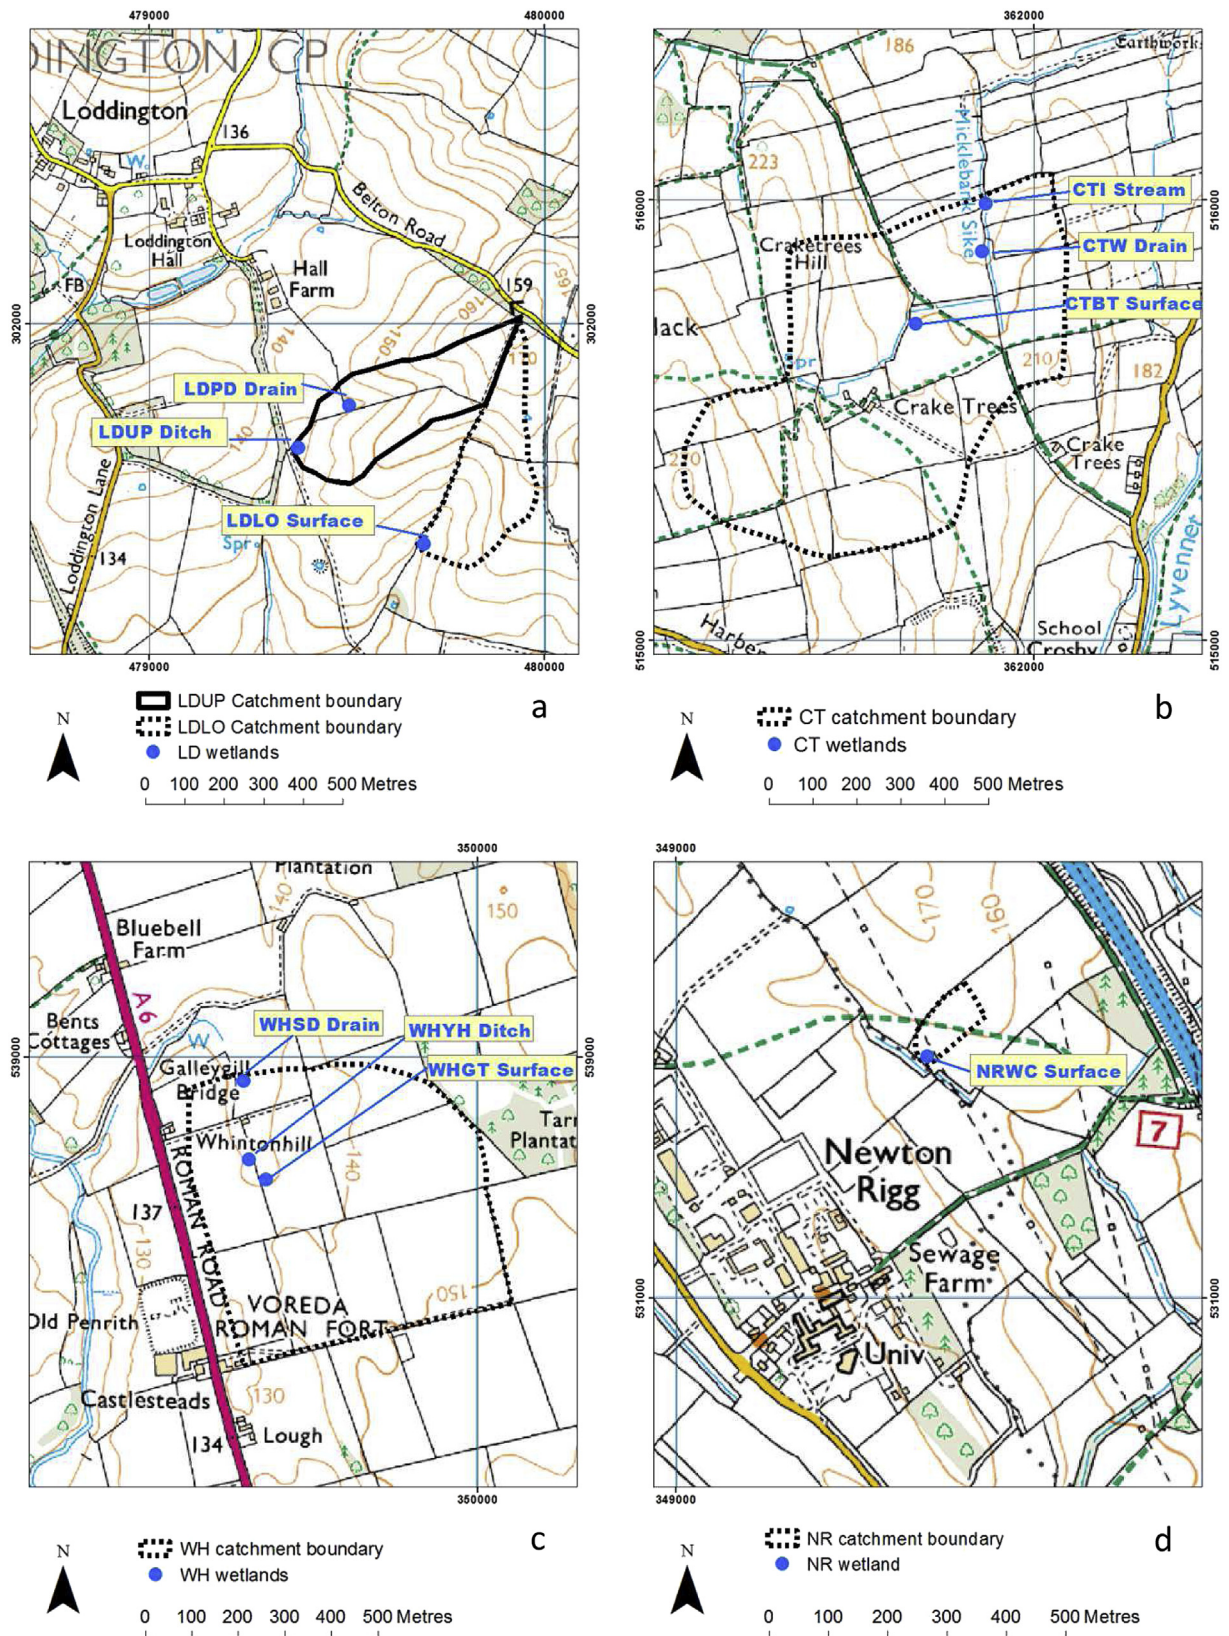 479000
480000
DINGTON CP
Loddington
136
W
Belton Road
Loddington
Hall
Hall
Farm
FB
159
165
160
150
140
170
302000
302000
LDPD Drain
LDUP Ditch
140
LDLO Surface
Spr
Loddington Lane
134
479000
480000
LDUP Catchment boundary
LDLO Catchment boundary
LD wetlands
a
N
0 100 200 300 400 500 Metres
362000
186
Earthwork
Micklebank Sike
223
CTI Stream
516000
516000
CTW Drain
Craketrees
Hill
CTBT Surface
lack
Spr
210
182
Crake Trees
Crake
Trees
Lyvenner
School
Crosby
Harber
515000
515000
362000
CT catchment boundary
CT wetlands
b
N
0 100 200 300 400 500 Metres
350000
Plantation
140
150
Bluebell
Farm
A 6
Bents
Cottages
W
WHSD Drain
WHYH Ditch
WHGT Surface
539000
539000
Galleygill
Bridge
Whintonhill
Tarn
Plantat
140
ROMAN ROAD
137
130
150
Old Penrith
VOREDA
ROMAN FORT
Castlesteads
130
134
Lough
350000
WH catchment boundary
WH wetlands
c
N
0 100 200 300 400 500 Metres
349000
170
160
NRWC Surface
7
Newton
Rigg
Sewage
Farm
531000
531000
Univ
349000
NR catchment boundary
NR wetland
d
N
0 100 200 300 400 500 Metres